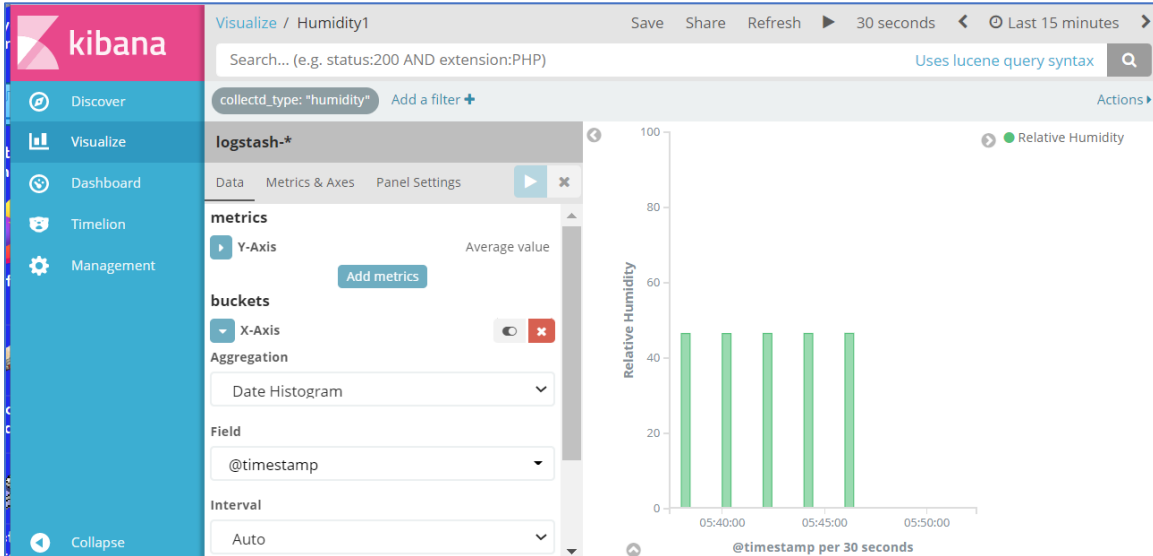 kibana
Discover
Visualize
Dashboard
Timelion
Management
Collapse
Visualize / Humidity1
Save Share Refresh 30 seconds Last 15 minutes
Search... (e.g. status:200 AND extension:PHP) Uses lucene query syntax
collectd_type: "humidity" Add a filter + Actions
logstash-*
Data Metrics & Axes Panel Settings
metrics
Y-Axis Average value
Add metrics
buckets
X-Axis
Aggregation
Date Histogram
Field
@timestamp
Interval
Auto
Relative Humidity
100
80
60
40
20
0
Relative Humidity
05:40:00 05:45:00 05:50:00
@timestamp per 30 seconds